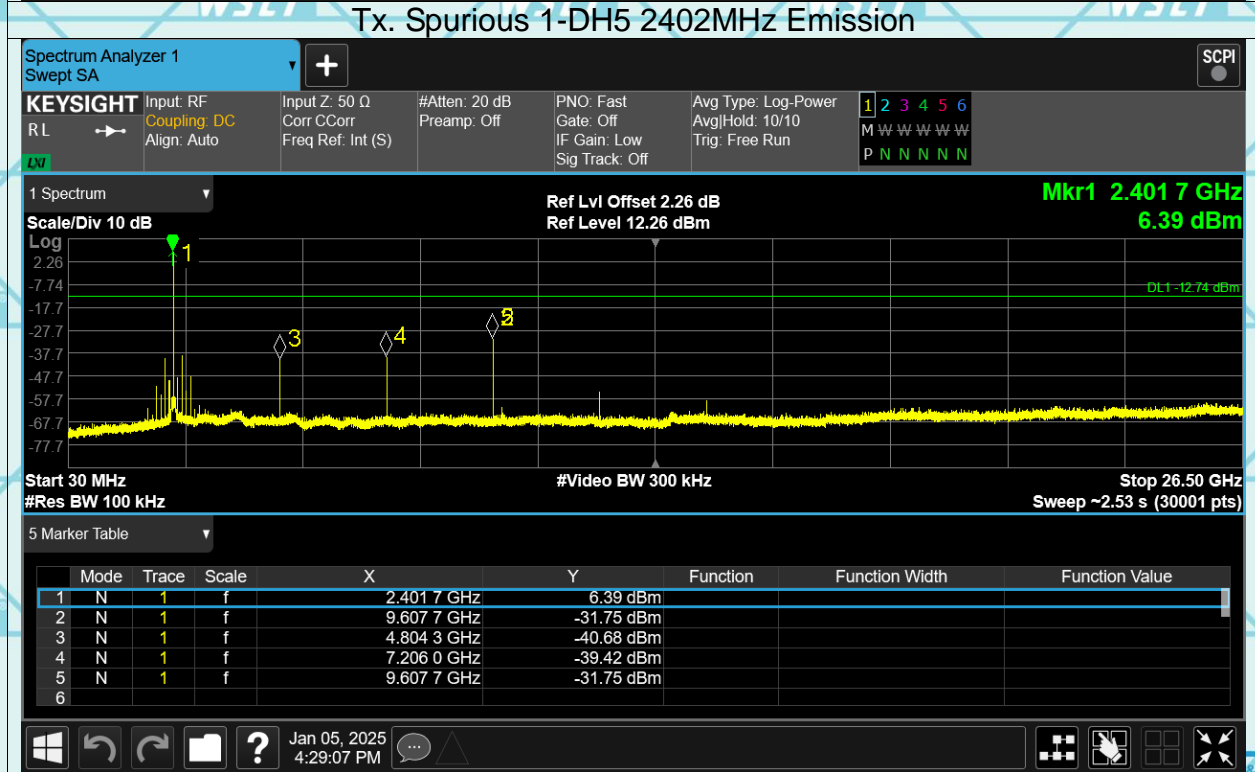 WSCT
WSCT
WSCT
Tx. Spurious 1-DH5 2402MHz Emission
Spectrum Analyzer 1
Swept SA
+
SCPI
KEYSIGHT
RL
LXI
Input: RF
Coupling: DC
Align: Auto
Input Z: 50 Ω
Corr CCorr
Freq Ref: Int (S)
#Atten: 20 dB
Preamp: Off
PNO: Fast
Gate: Off
IF Gain: Low
Sig Track: Off
Avg Type: Log-Power
Avg|Hold: 10/10
Trig: Free Run
1 2 3 4 5 6
M W W W W W
P N N N N N
1 Spectrum
Scale/Div 10 dB
Log
Ref Lvl Offset 2.26 dB
Ref Level 12.26 dBm
Mkr1 2.401 7 GHz
6.39 dBm
2.26
-7.74
-17.7
-27.7
-37.7
-47.7
-57.7
-67.7
-77.7
1
3
4
DL1 -12.74 dBm
Start 30 MHz
#Res BW 100 kHz
#Video BW 300 kHz
Stop 26.50 GHz
Sweep ~2.53 s (30001 pts)
5 Marker Table
Mode Trace Scale X Y Function Function Width Function Value
1 N 1 f 2.401 7 GHz 6.39 dBm
2 N 1 f 9.607 7 GHz -31.75 dBm
3 N 1 f 4.804 3 GHz -40.68 dBm
4 N 1 f 7.206 0 GHz -39.42 dBm
5 N 1 f 9.607 7 GHz -31.75 dBm
6
?
Jan 05, 2025
4:29:07 PM